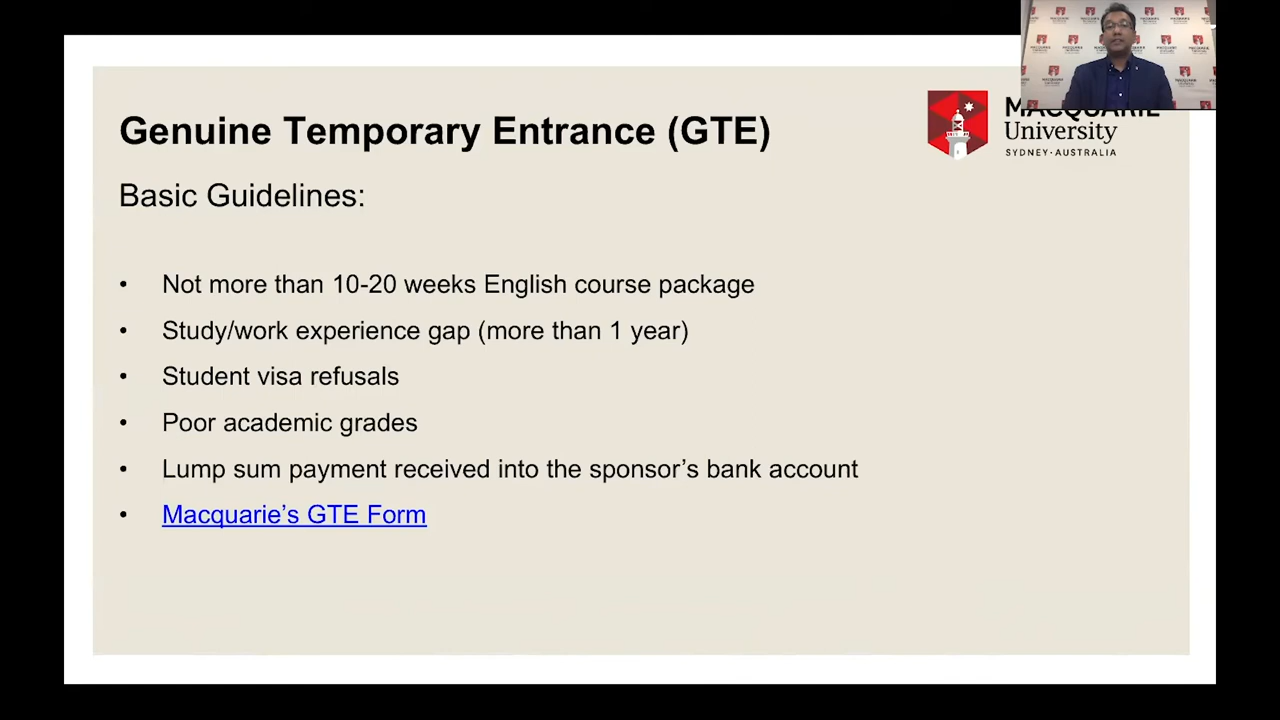 Genuine Temporary Entrance (GTE)
MACQUARIE
University
SYDNEY·AUSTRALIA
Basic Guidelines:
• Not more than 10-20 weeks English course package
• Study/work experience gap (more than 1 year)
• Student visa refusals
• Poor academic grades
• Lump sum payment received into the sponsor’s bank account
• Macquarie’s GTE Form